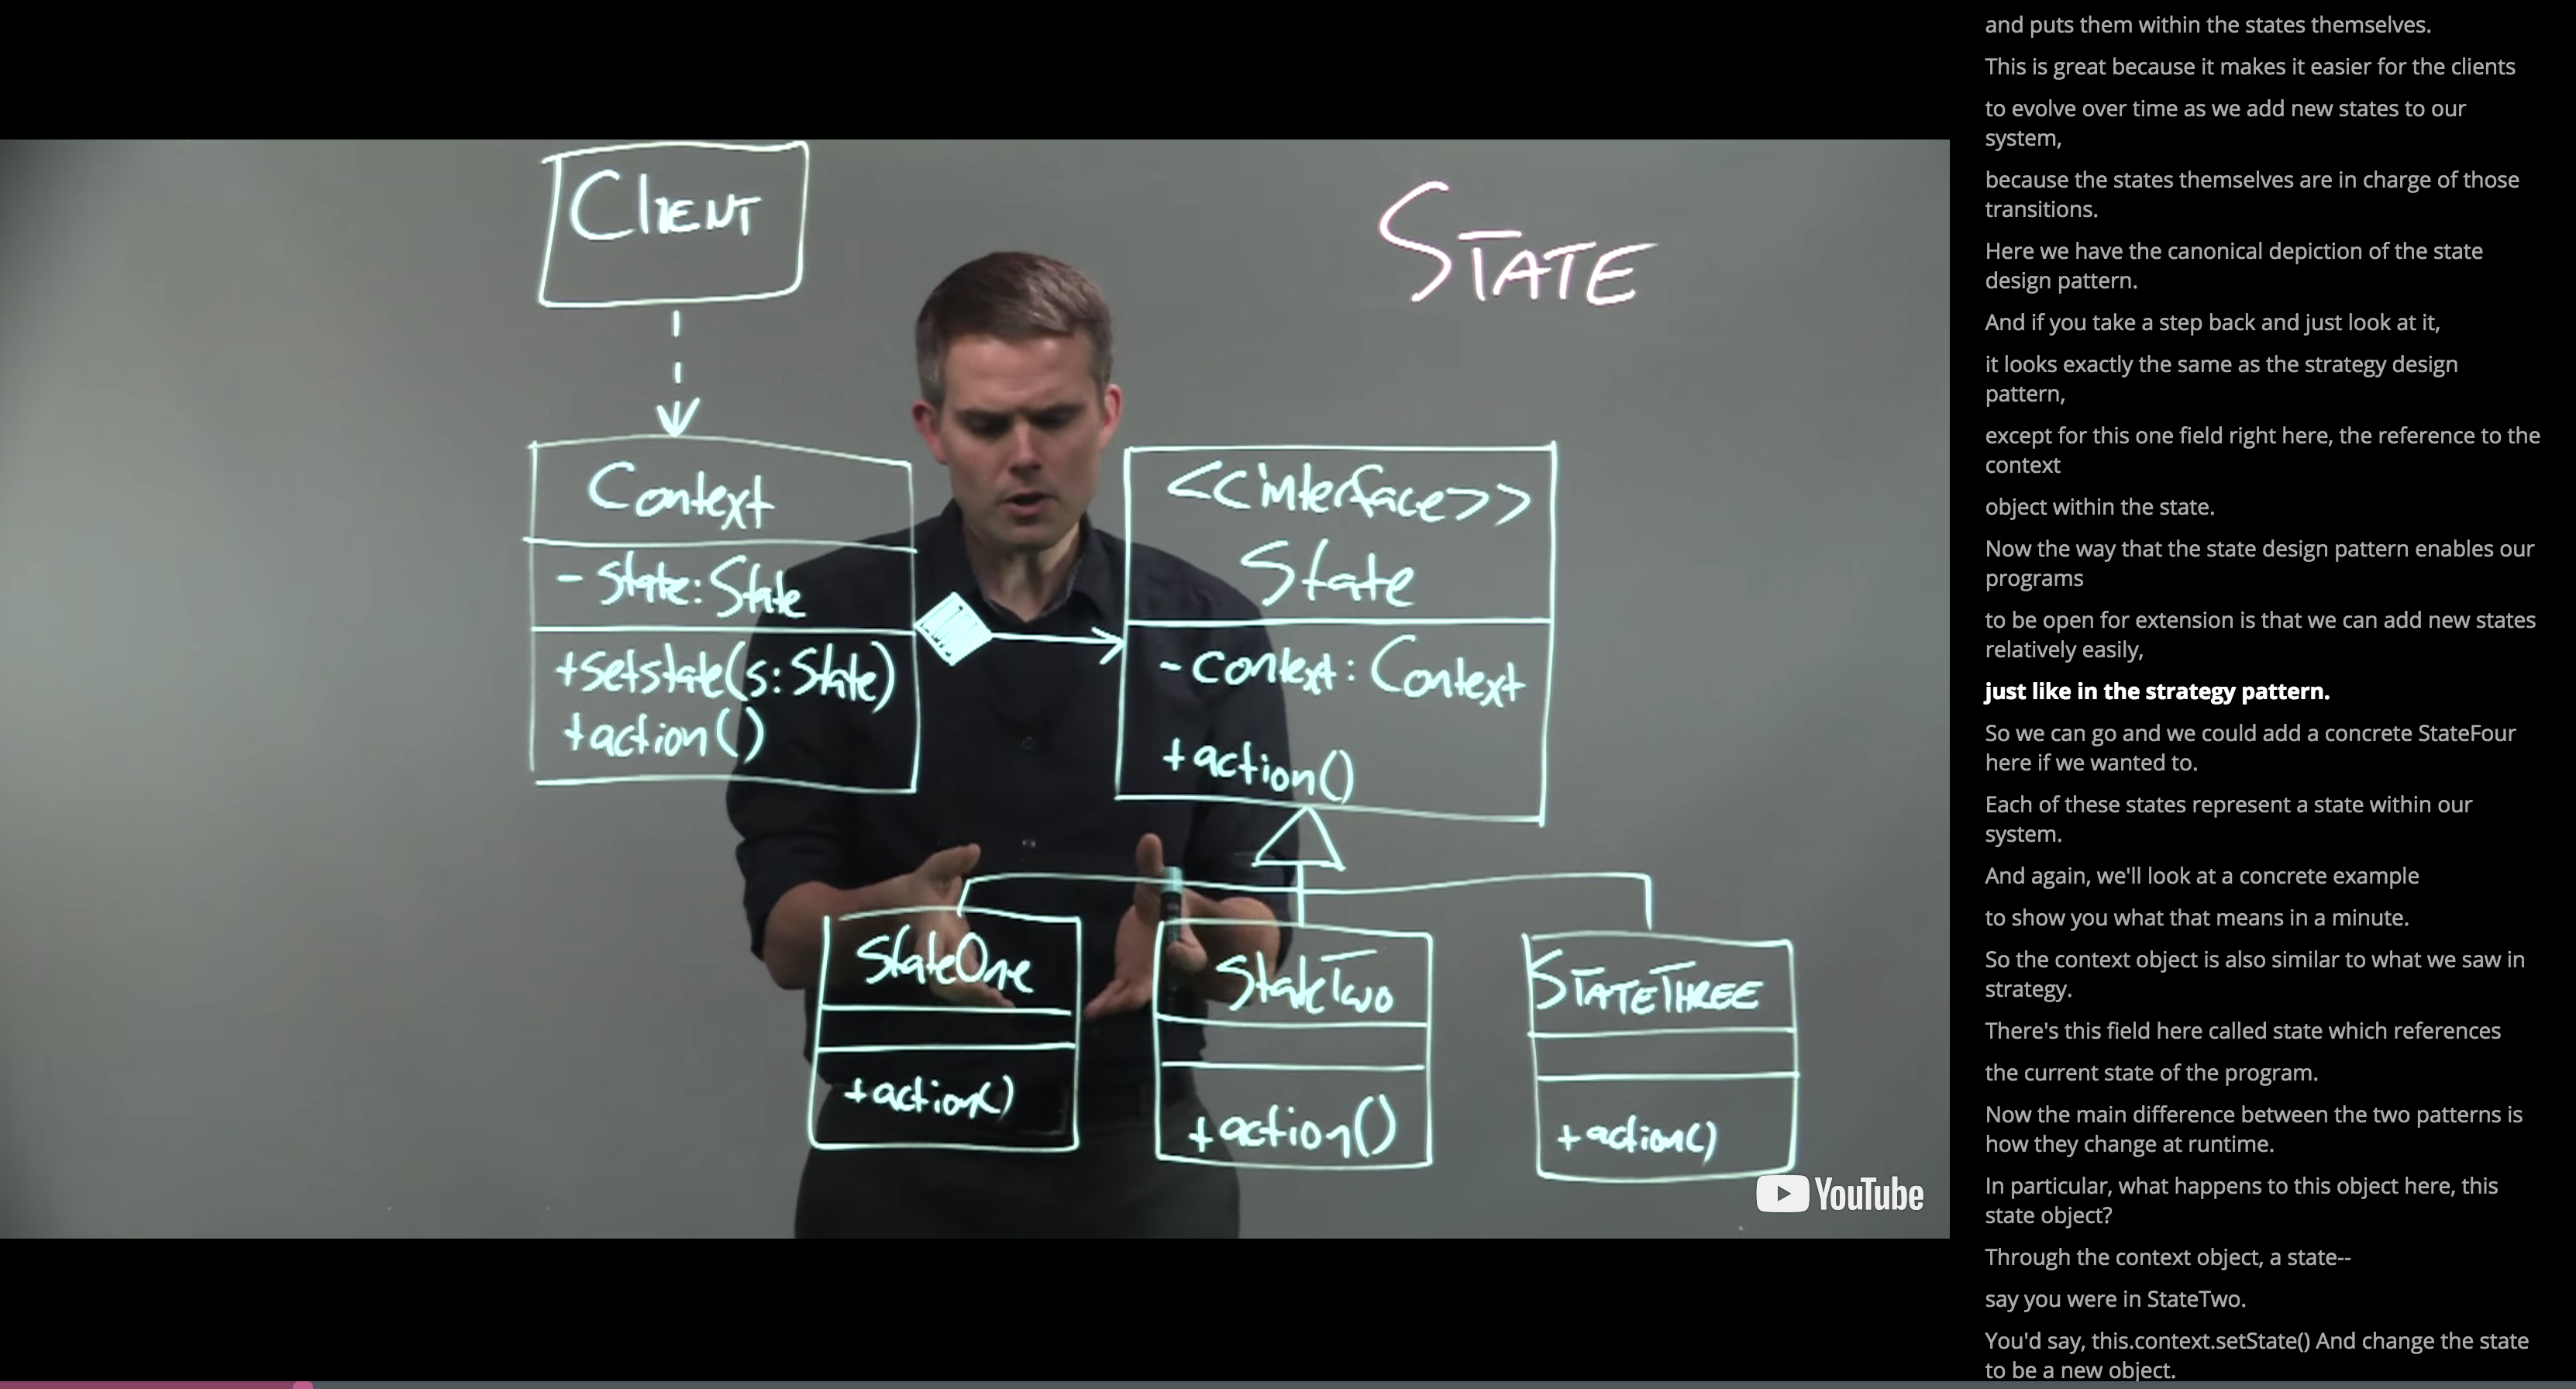 CLIENT
STATE
Context
- state: State
+setstate(s: State)
+action()
<<interface>>
State
- context: Context
+action()
StateOne
+action()
StateTwo
+action()
STATETHREE
+action()
YouTube
and puts them within the states themselves.
This is great because it makes it easier for the clients
to evolve over time as we add new states to our
system,
because the states themselves are in charge of those
transitions.
Here we have the canonical depiction of the state
design pattern.
And if you take a step back and just look at it,
it looks exactly the same as the strategy design
pattern,
except for this one field right here, the reference to the
context
object within the state.
Now the way that the state design pattern enables our
programs
to be open for extension is that we can add new states
relatively easily,
just like in the strategy pattern.
So we can go and we could add a concrete StateFour
here if we wanted to.
Each of these states represent a state within our
system.
And again, we'll look at a concrete example
to show you what that means in a minute.
So the context object is also similar to what we saw in
strategy.
There's this field here called state which references
the current state of the program.
Now the main difference between the two patterns is
how they change at runtime.
In particular, what happens to this object here, this
state object?
Through the context object, a state--
say you were in StateTwo.
You'd say, this.context.setState() And change the state
to be a new object.